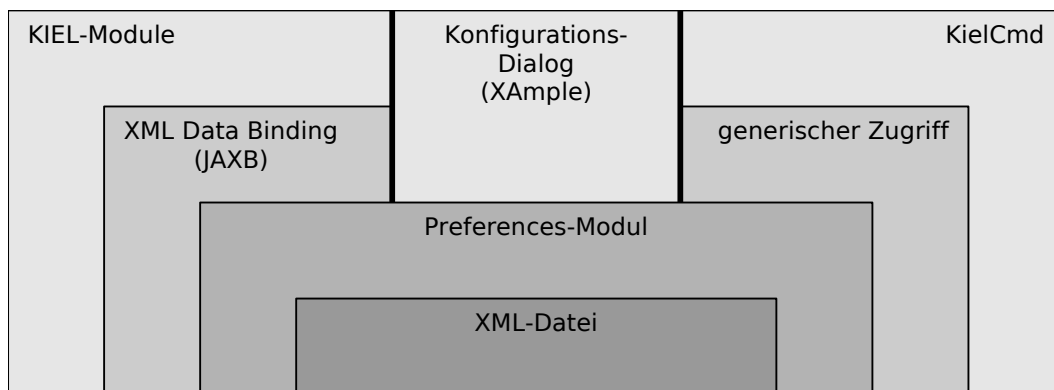 KIEL-Module
Konfigurations-
Dialog
(XAmple)
KielCmd
XML Data Binding
(JAXB)
generischer Zugriff
Preferences-Modul
XML-Datei